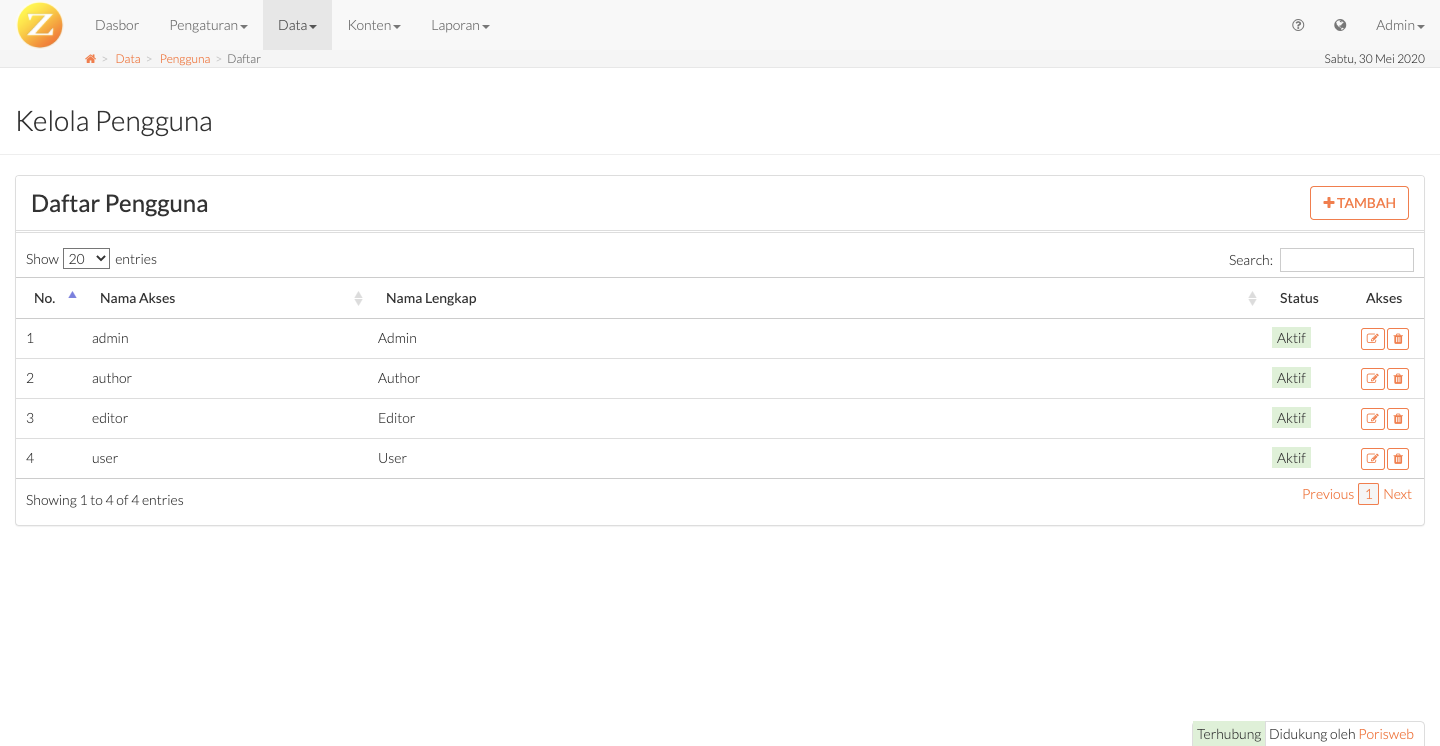 Z Dasbor Pengaturan Data Konten Laporan Admin
> Data > Pengguna > Daftar Sabtu, 30 Mei 2020
Kelola Pengguna
Daftar Pengguna TAMBAH
Show 20 entries Search:
No. Nama Akses Nama Lengkap Status Akses
1 admin Admin Aktif
2 author Author Aktif
3 editor Editor Aktif
4 user User Aktif
Showing 1 to 4 of 4 entries Previous 1 Next
Terhubung Didukung oleh Porisweb